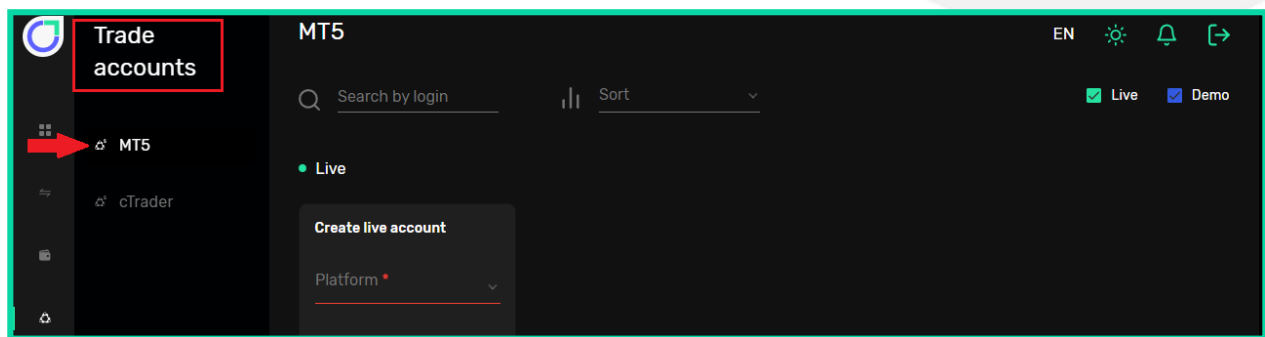 Trade
accounts
MT5
cTrader
MT5
EN
Search by login
Sort
Live
Demo
Live
Create live account
Platform *